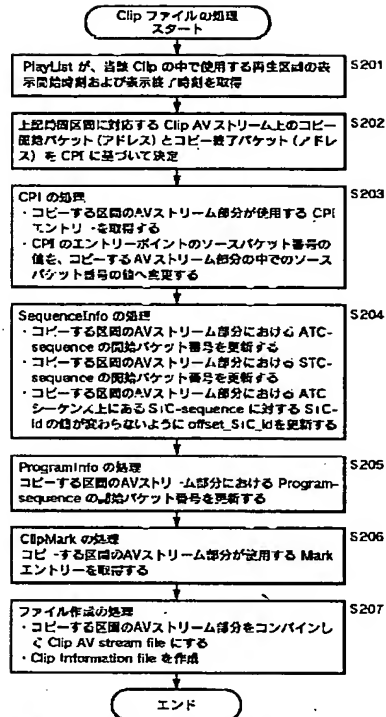 Clip ファイルの処理
スタート
S201
PlayList が、当該 Clip の中で使用する再生区間の表
示開始時刻および表示終了時刻を取得
S202
上記時間区間に対応する Clip AV ストリーム上のコピー
開始パケット (アドレス) とコピー終了パケット (アドレ
ス) を CPI に基づいて決定
S203
CPI の処理
・コピーする区間のAVストリーム部分が使用する CPI
エントリーを取得する
・CPI のエントリーポイントのソースパケット番号の
値を、コピーする AV ストリーム部分の中でのソース
パケット番号の値へ変更する
S204
SequenceInfo の処理
・コピーする区間のAVストリーム部分における ATC-
sequence の開始パケット番号を更新する
・コピーする区間のAVストリーム部分における STC-
sequence の開始パケット番号を更新する
・コピーする区間のAVストリーム部分における ATC
シーケンス上にある STC-sequence に対する STC-
id の値が変わらないように offset_STC_idを更新する
S205
ProgramInfo の処理
コピーする区間のAVストリーム部分における Program-
sequence の開始パケット番号を更新する
S206
ClipMark の処理
コピーする区間のAVストリーム部分が使用する Mark
エントリーを取得する
S207
ファイル作成の処理
・コピーする区間のAVストリーム部分をコンバインし
て Clip AV stream file にする
・Clip Information file を作成
エンド